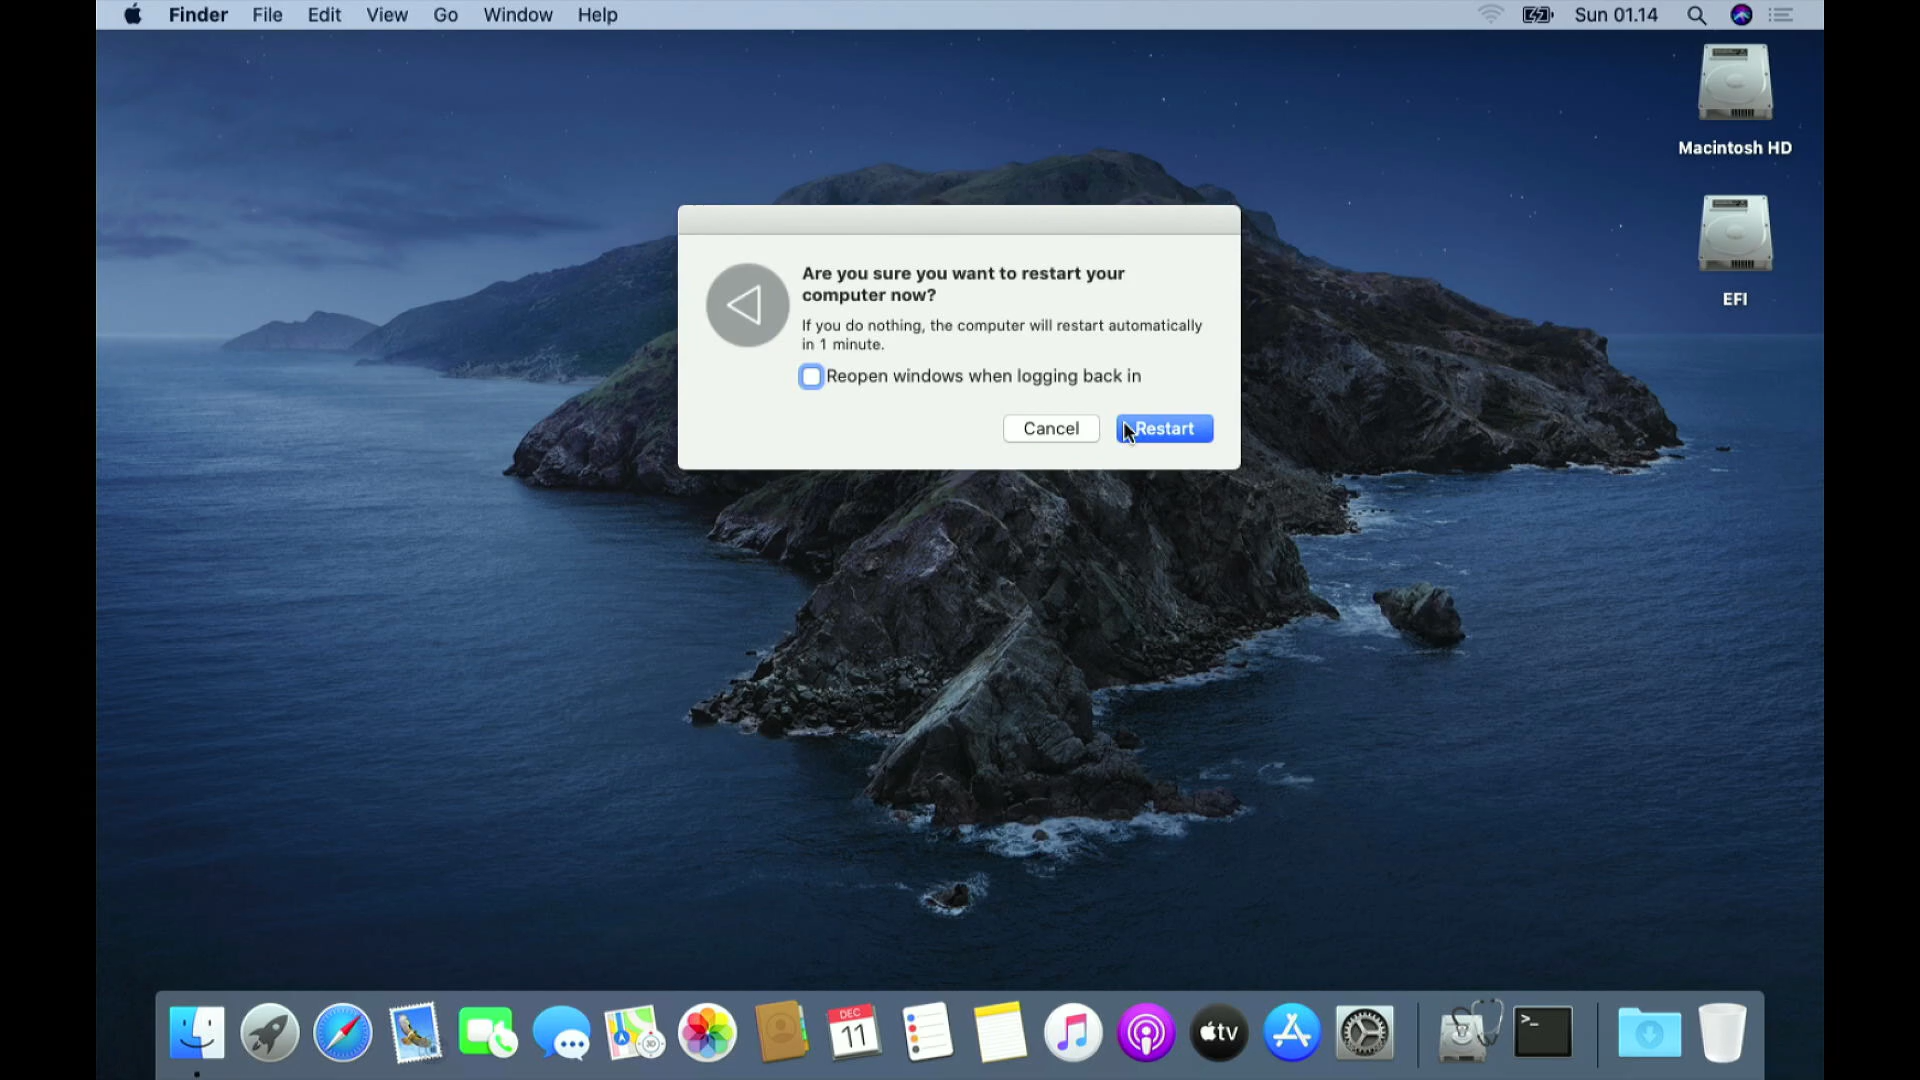 Finder File Edit View Go Window Help Sun 01.14
Macintosh HD
EFI
Are you sure you want to restart your
computer now?
If you do nothing, the computer will restart automatically
in 1 minute.
Reopen windows when logging back in
Cancel Restart
3D
DEC
11
tv
>_